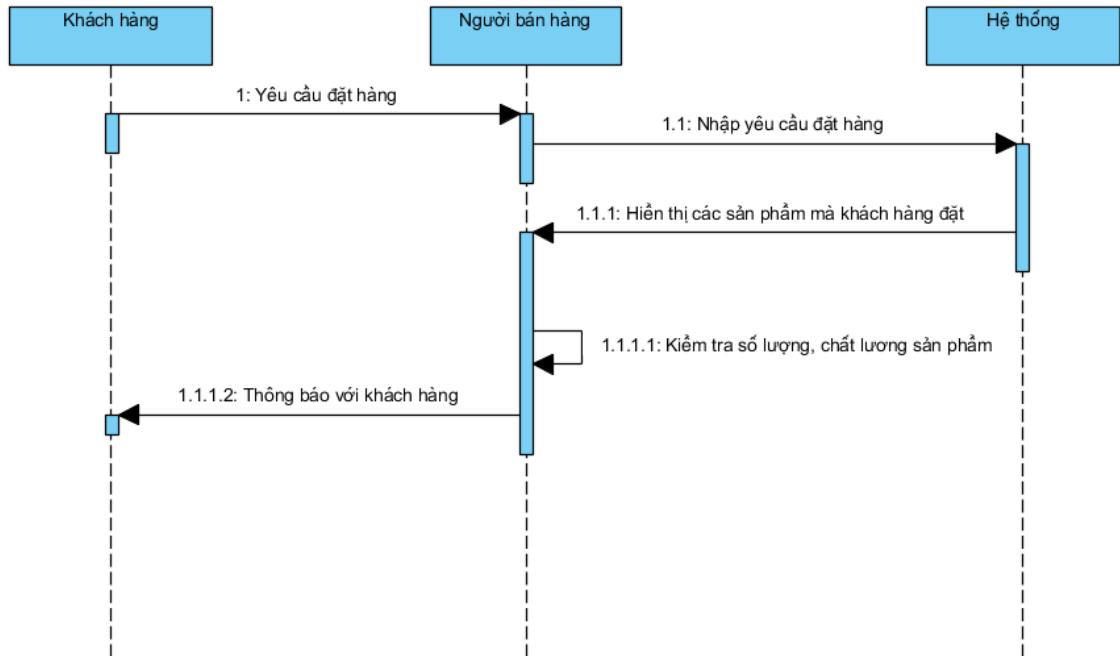 Khách hàng
Người bán hàng
Hệ thống
1: Yêu cầu đặt hàng
1.1: Nhập yêu cầu đặt hàng
1.1.1: Hiển thị các sản phẩm mà khách hàng đặt
1.1.1.1: Kiểm tra số lượng, chất lương sản phẩm
1.1.1.2: Thông báo với khách hàng